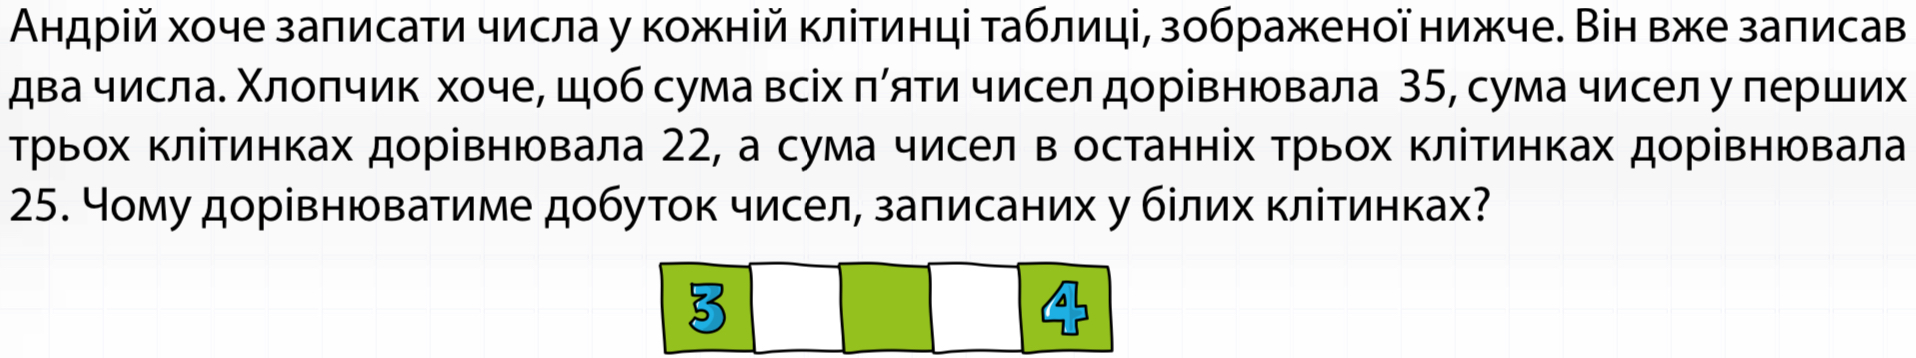 Андрій хоче записати числа у кожній клітинці таблиці, зображеної нижче. Він вже записав
два числа. Хлопчик хоче, щоб сума всіх п’яти чисел дорівнювала 35, сума чисел у перших
трьох клітинках дорівнювала 22, а сума чисел в останніх трьох клітинках дорівнювала
25. Чому дорівнюватиме добуток чисел, записаних у білих клітинках?
3 4